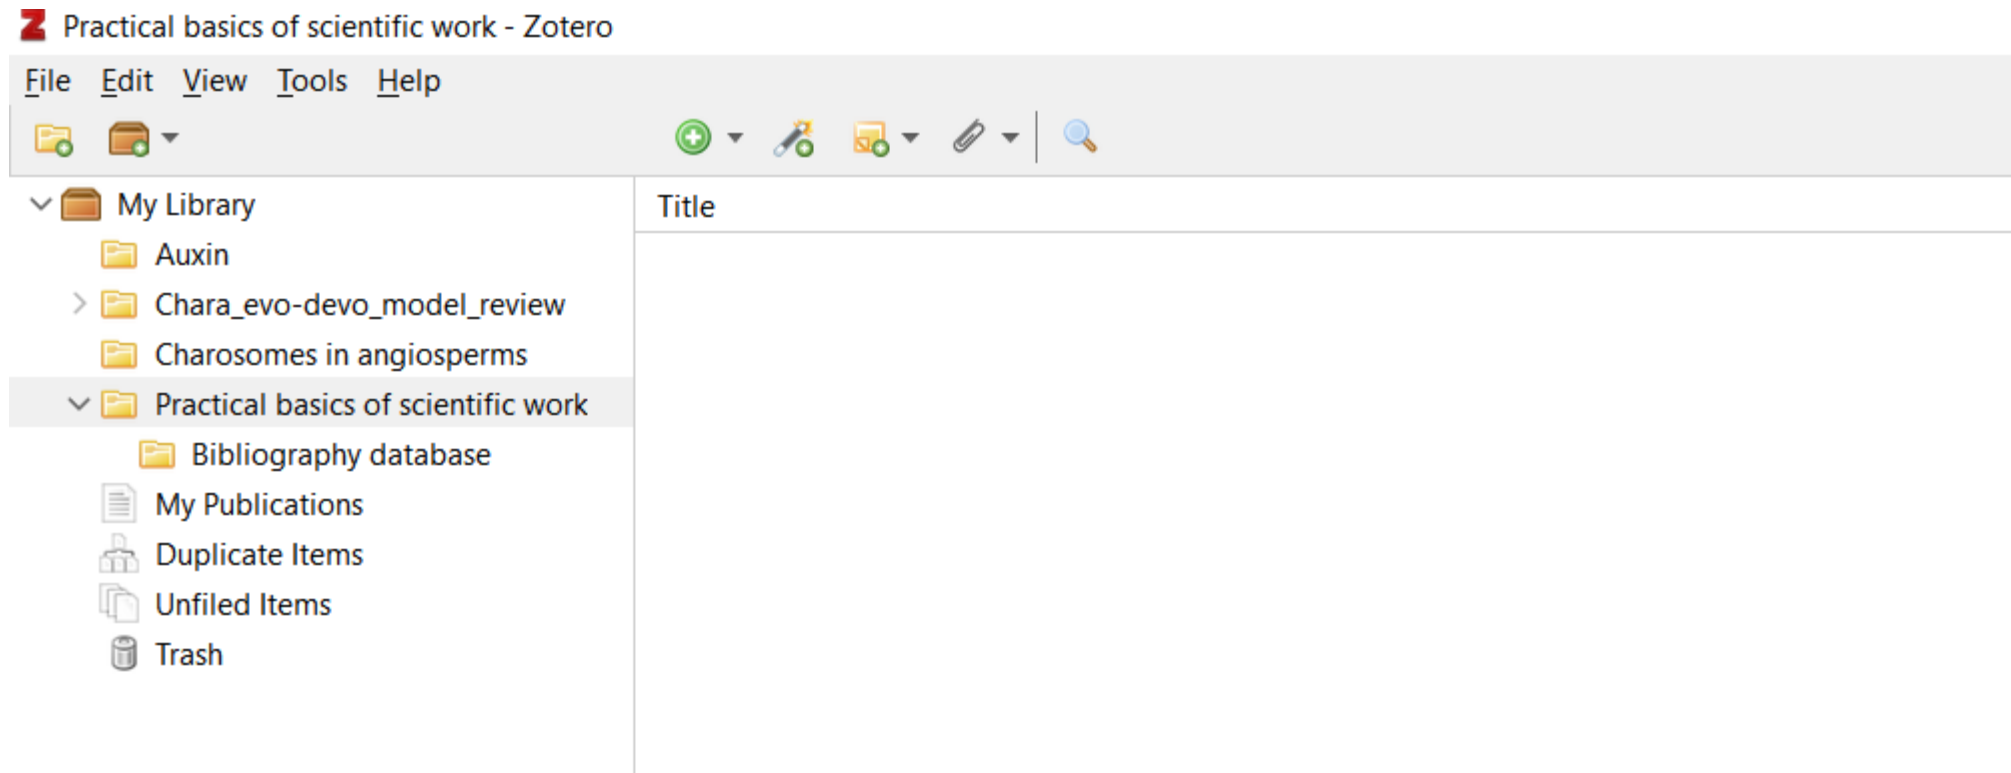 Practical basics of scientific work - Zotero
File Edit View Tools Help
My Library
Title
Auxin
Chara_evo-devo_model_review
Charosomes in angiosperms
Practical basics of scientific work
Bibliography database
My Publications
Duplicate Items
Unfiled Items
Trash